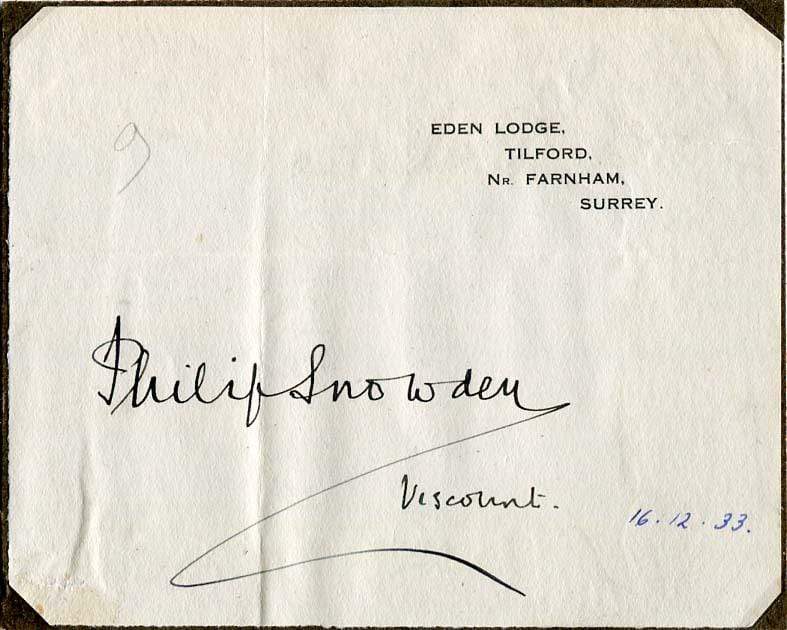 9
EDEN LODGE,
TILFORD,
NR. FARNHAM,
SURREY.
Philip Snowden
Viscount.
16.12.33.